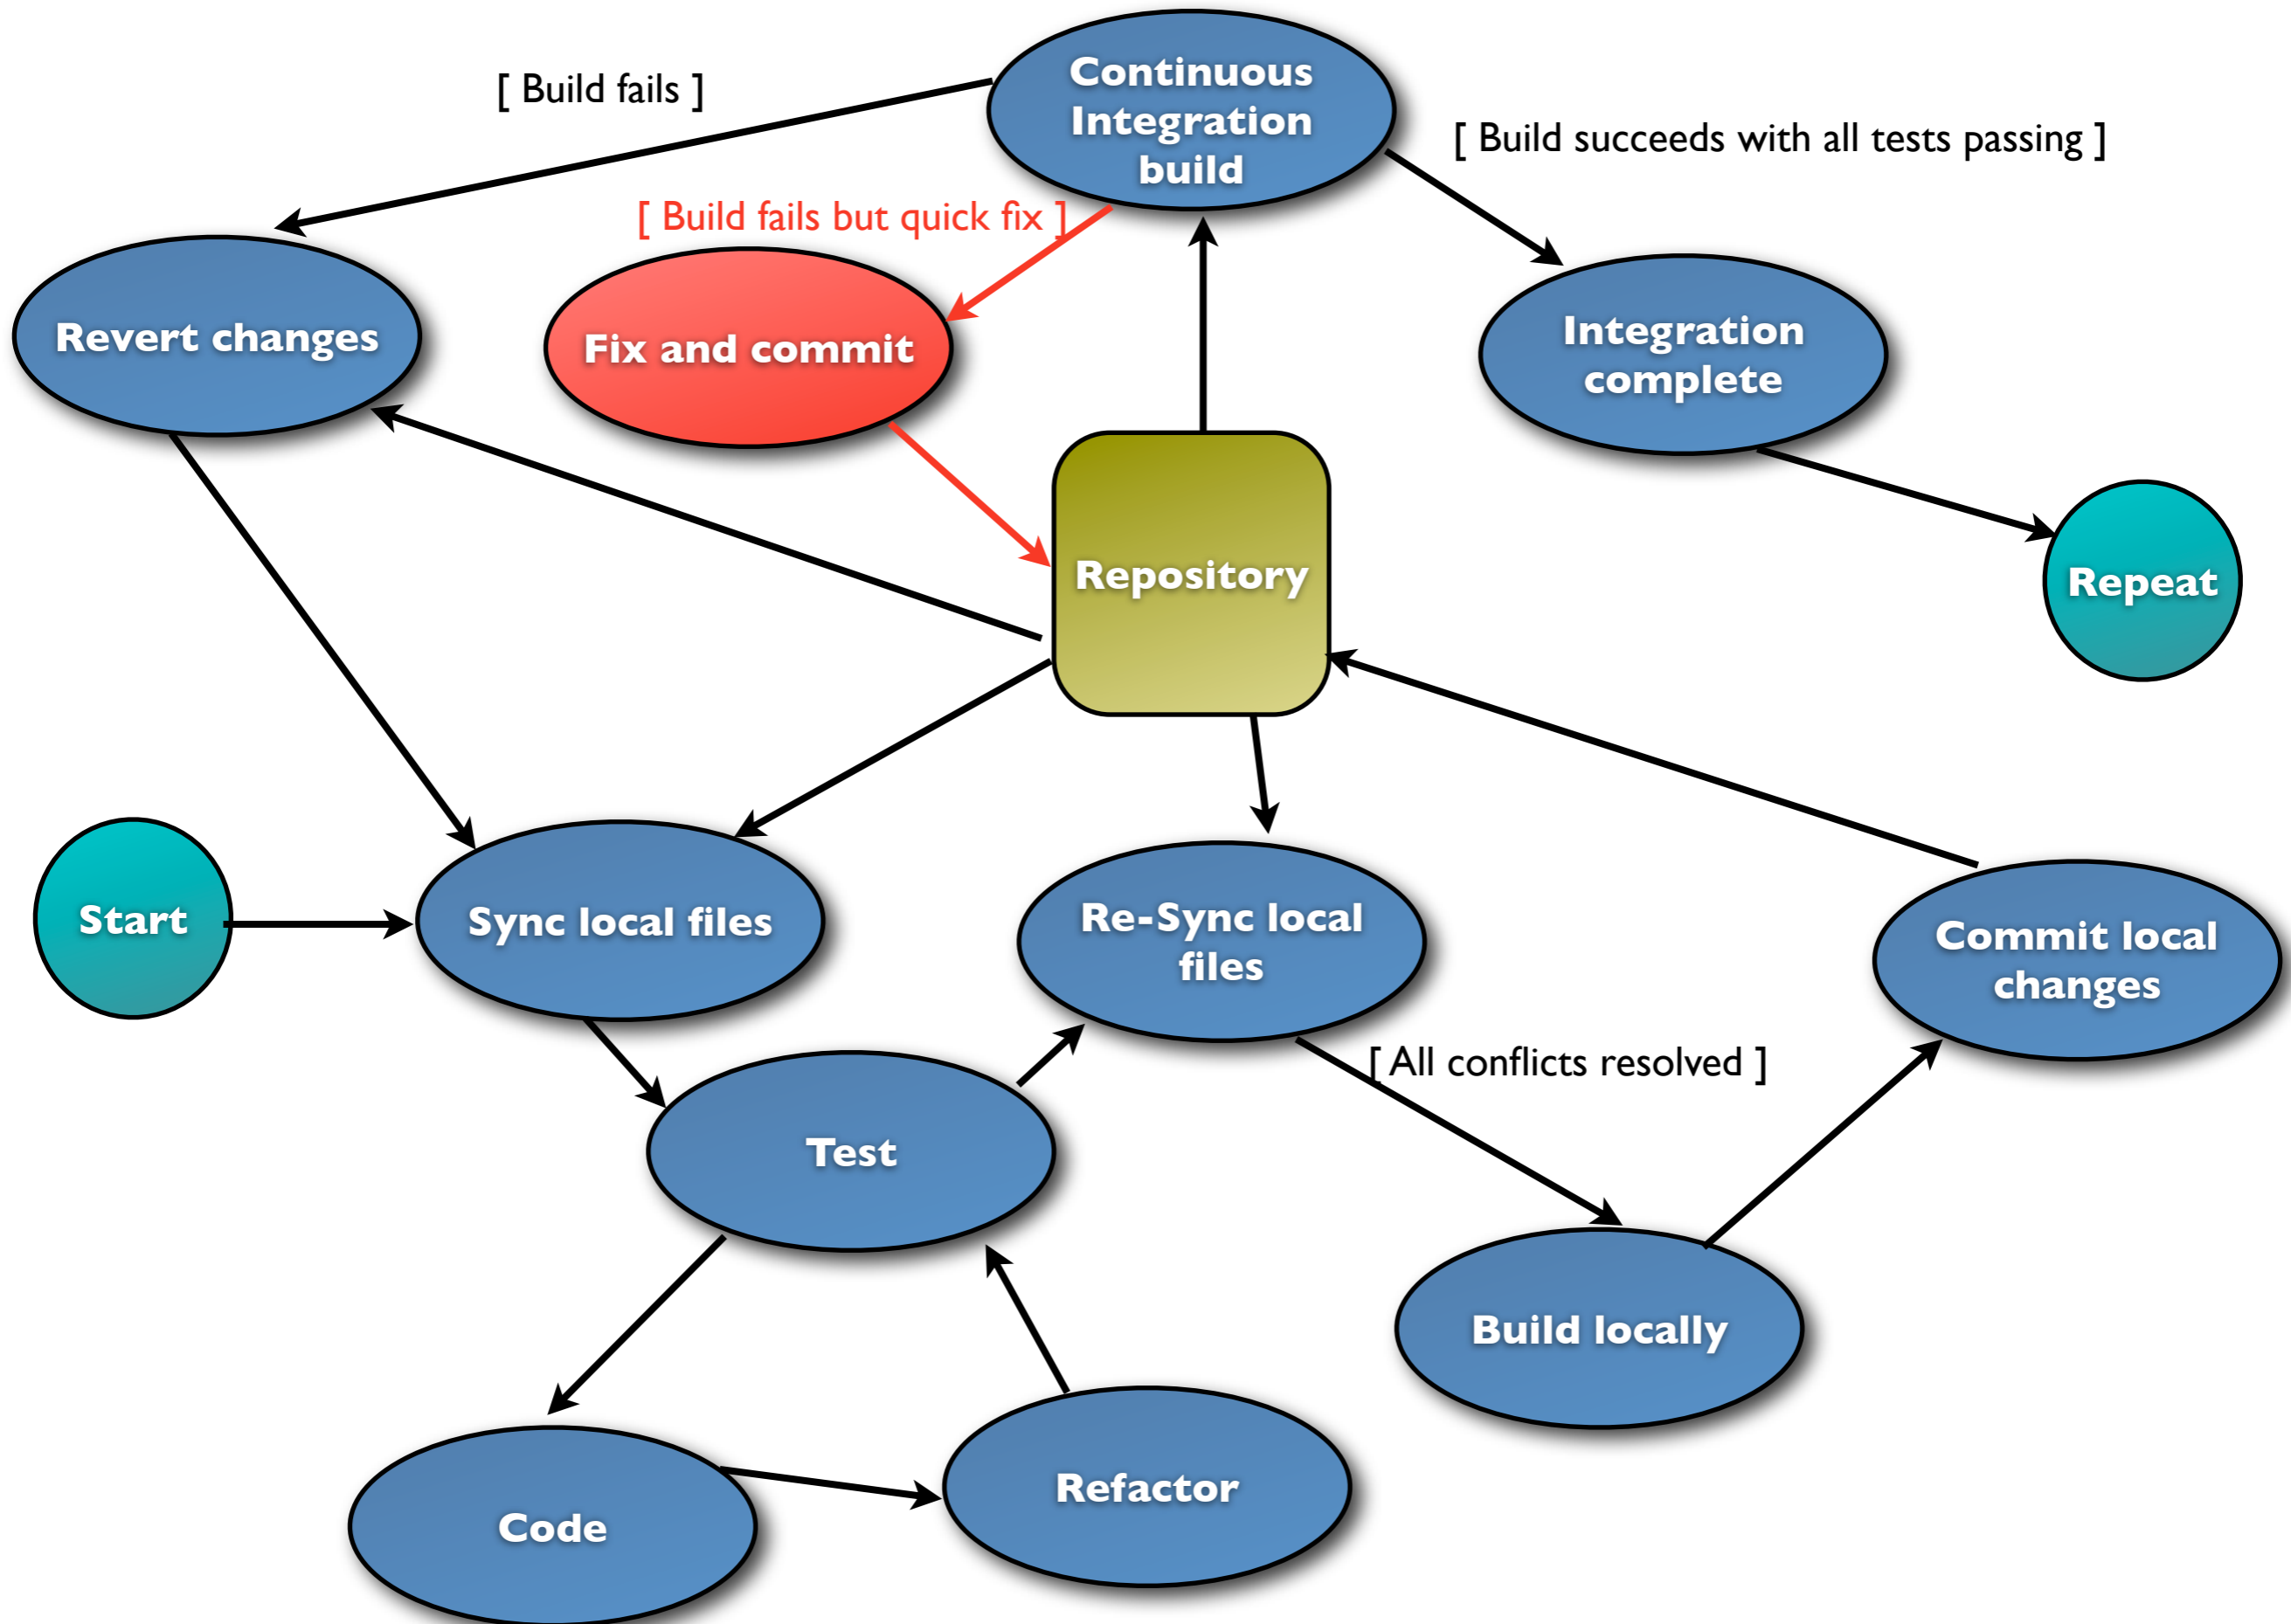 Continuous
Integration
build
[ Build fails ]
[ Build succeeds with all tests passing ]
[ Build fails but quick fix ]
Revert changes
Fix and commit
Integration
complete
Repository
Repeat
Start
Sync local files
Re-Sync local
files
Commit local
changes
[ All conflicts resolved ]
Test
Build locally
Refactor
Code